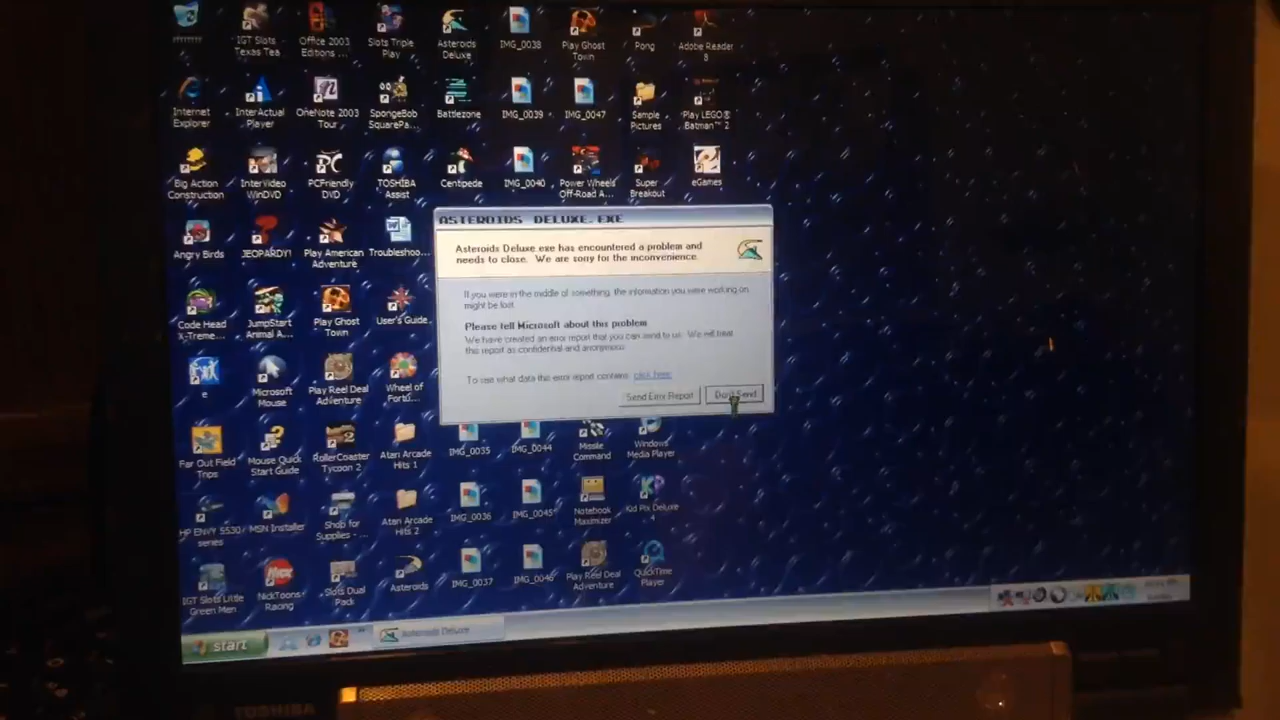 IGT Slots
Texas Tea
Office 2003
Editions ...
Slots Triple
Play
Asteroids
Deluxe
IMG_0038
Play Ghost
Town
Pong
Adobe Reader
8
Internet
Explorer
InterActual
Player
OneNote 2003
Tour
SpongeBob
SquarePa...
Battlezone
IMG_0039
IMG_0047
Sample
Pictures
Play LEGO®
Batman™ 2
Big Action
Construction
InterVideo
WinDVD
PCFriendly
DVD
TOSHIBA
Assist
Centipede
IMG_0040
Power Wheels
Off-Road A...
Super
Breakout
eGames
Angry Birds
JEOPARDY!
Play American
Adventure
Troubleshoo...
ASTEROIDS DELUXE.EXE
Asteroids Deluxe.exe has encountered a problem and
needs to close. We are sorry for the inconvenience.
If you were in the middle of something, the information you were working on
might be lost.
Please tell Microsoft about this problem
We have created an error report that you can send to us. We will treat
this report as confidential and anonymous.
To see what data this error report contains, click here.
Send Error Report
Don't Send
Code Head
X-Treme...
JumpStart
Animal A...
Play Ghost
Town
User's Guide
e
Microsoft
Mouse
Play Reel Deal
Adventure
Wheel of
Fortu...
Far Out Field
Trips
Mouse Quick
Start Guide
RollerCoaster
Tycoon 2
Atari Arcade
Hits 1
IMG_0035
IMG_0044
Missile
Command
Windows
Media Player
HP ENVY 5530
series
MSN Installer
Shop for
Supplies - ...
Atari Arcade
Hits 2
IMG_0036
IMG_0045
Notebook
Maximizer
Kid Pix Deluxe
4
IGT Slots Little
Green Men
NickToons
Racing
Slots Dual
Pack
Asteroids
IMG_0037
IMG_0046
Play Reel Deal
Adventure
QuickTime
Player
start
Asteroids Deluxe
TOSHIBA